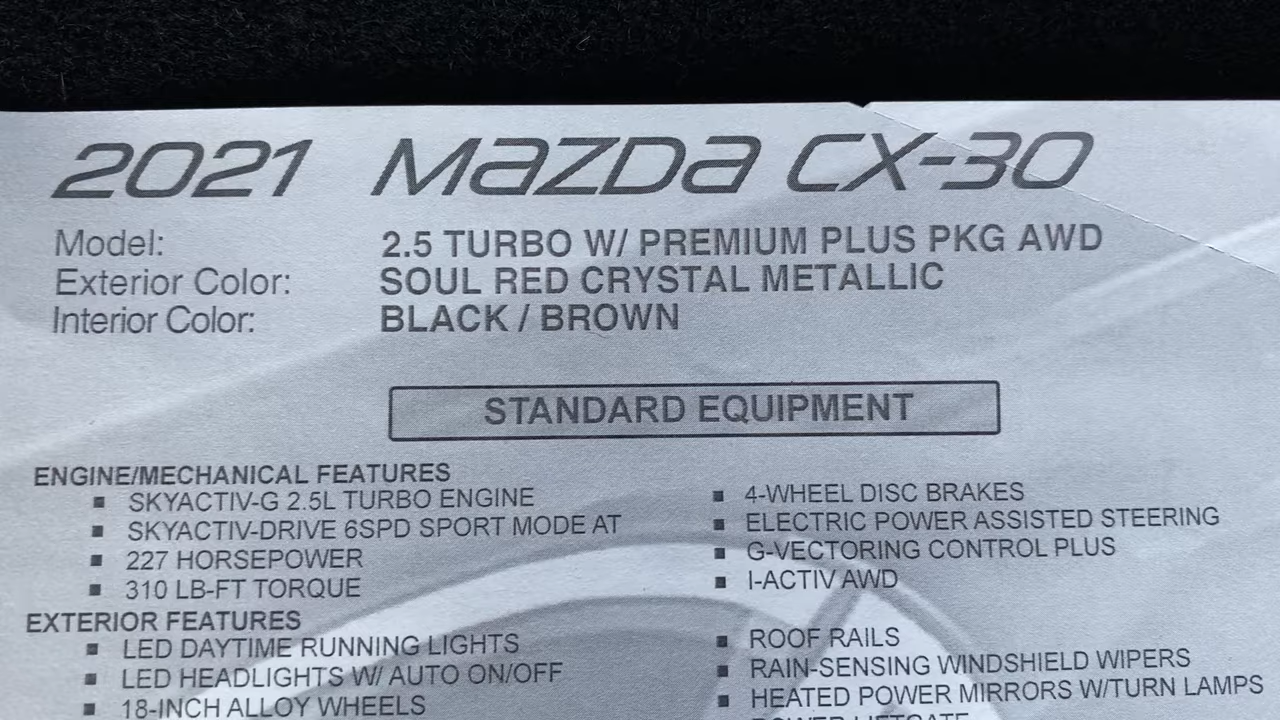 2021 MAZDA CX-30
Model: 2.5 TURBO W/ PREMIUM PLUS PKG AWD
Exterior Color: SOUL RED CRYSTAL METALLIC
Interior Color: BLACK / BROWN
STANDARD EQUIPMENT
ENGINE/MECHANICAL FEATURES
▪ SKYACTIV-G 2.5L TURBO ENGINE
▪ SKYACTIV-DRIVE 6SPD SPORT MODE AT
▪ 227 HORSEPOWER
▪ 310 LB-FT TORQUE
▪ 4-WHEEL DISC BRAKES
▪ ELECTRIC POWER ASSISTED STEERING
▪ G-VECTORING CONTROL PLUS
▪ I-ACTIV AWD
EXTERIOR FEATURES
▪ LED DAYTIME RUNNING LIGHTS
▪ LED HEADLIGHTS W/ AUTO ON/OFF
▪ 18-INCH ALLOY WHEELS
▪ ROOF RAILS
▪ RAIN-SENSING WINDSHIELD WIPERS
▪ HEATED POWER MIRRORS W/TURN LAMPS
POWER LIFTGATE